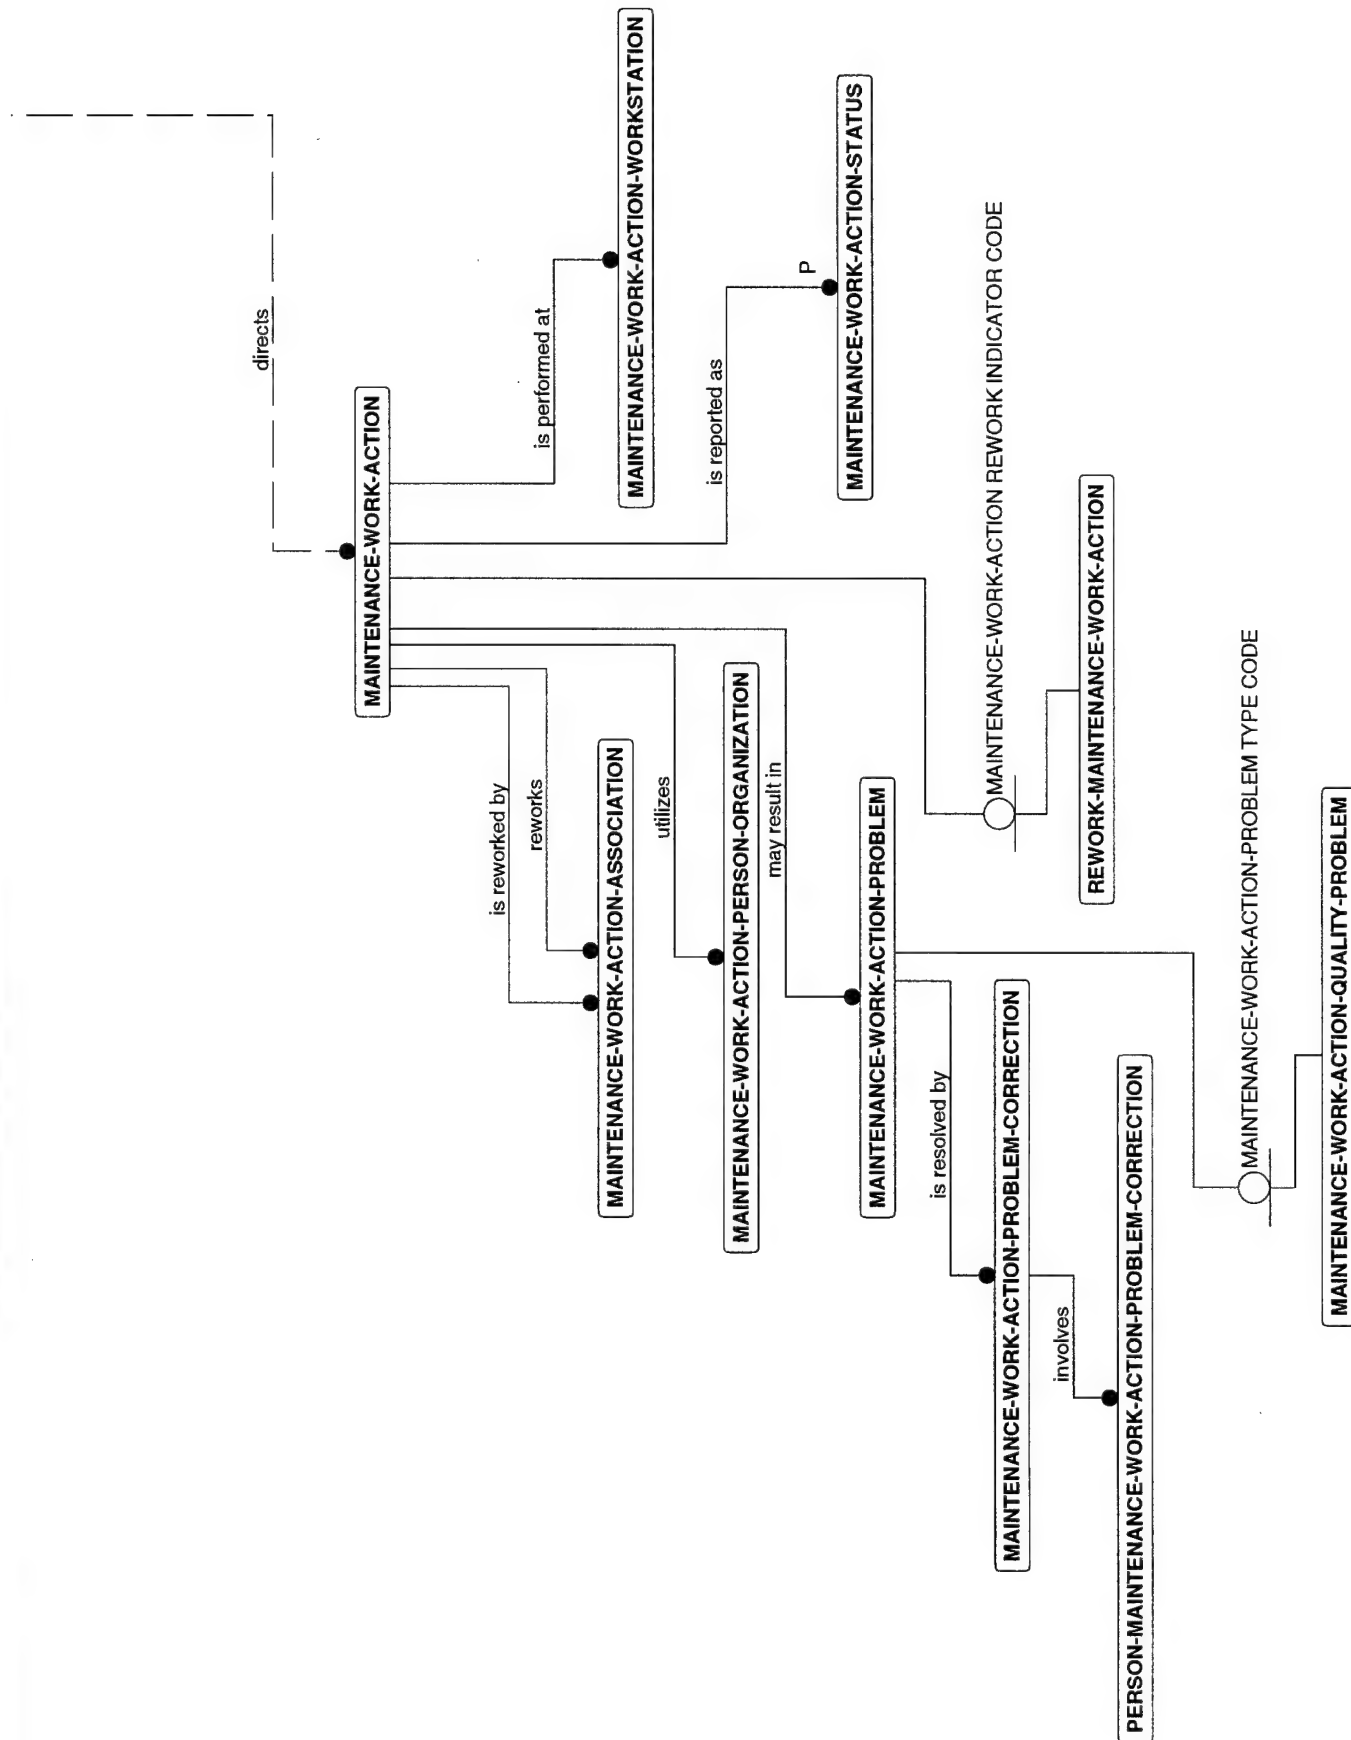 directs
MAINTENANCE-WORK-ACTION
is performed at
MAINTENANCE-WORK-ACTION-WORKSTATION
is reported as
P
MAINTENANCE-WORK-ACTION-STATUS
is reworked by
reworks
MAINTENANCE-WORK-ACTION-ASSOCIATION
utilizes
MAINTENANCE-WORK-ACTION-PERSON-ORGANIZATION
may result in
MAINTENANCE-WORK-ACTION-PROBLEM
MAINTENANCE-WORK-ACTION REWORK INDICATOR CODE
REWORK-MAINTENANCE-WORK-ACTION
is resolved by
MAINTENANCE-WORK-ACTION-PROBLEM-CORRECTION
involves
PERSON-MAINTENANCE-WORK-ACTION-PROBLEM-CORRECTION
MAINTENANCE-WORK-ACTION-PROBLEM TYPE CODE
MAINTENANCE-WORK-ACTION-QUALITY-PROBLEM